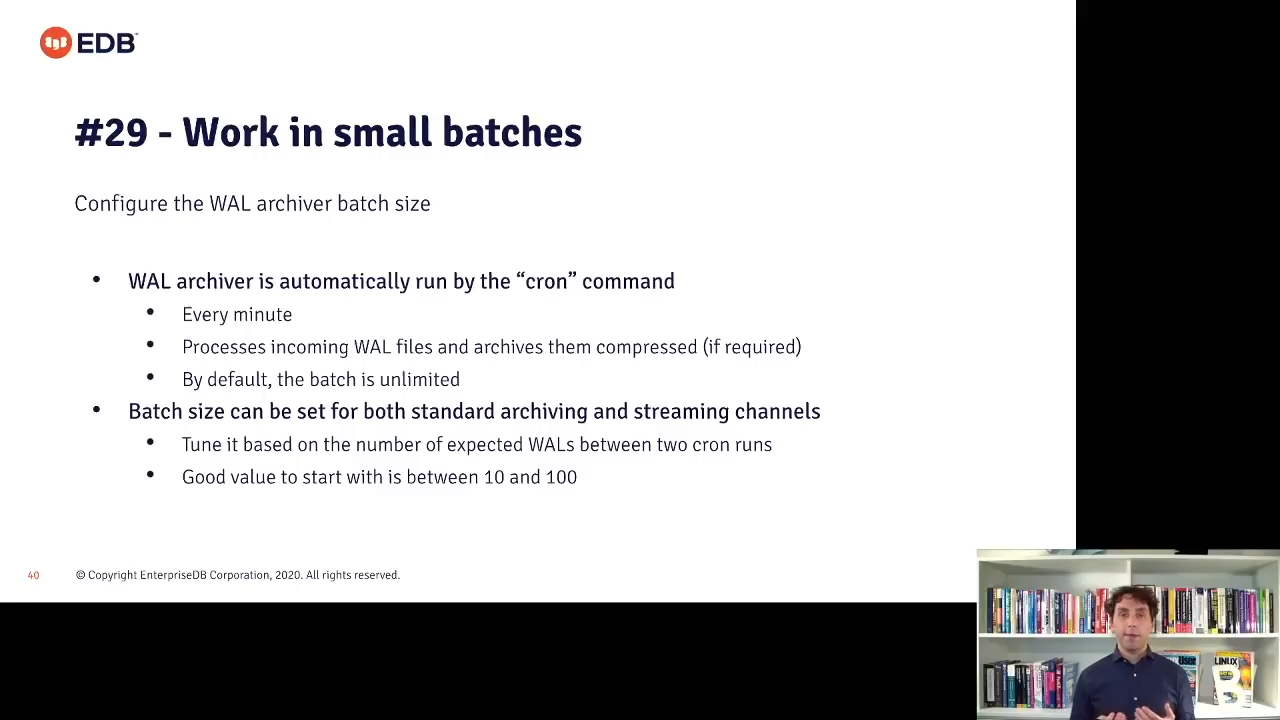 EDB
#29 - Work in small batches
Configure the WAL archiver batch size
• WAL archiver is automatically run by the “cron” command
• Every minute
• Processes incoming WAL files and archives them compressed (if required)
• By default, the batch is unlimited
• Batch size can be set for both standard archiving and streaming channels
• Tune it based on the number of expected WALs between two cron runs
• Good value to start with is between 10 and 100
40 © Copyright EnterpriseDB Corporation, 2020. All rights reserved.
LINUX